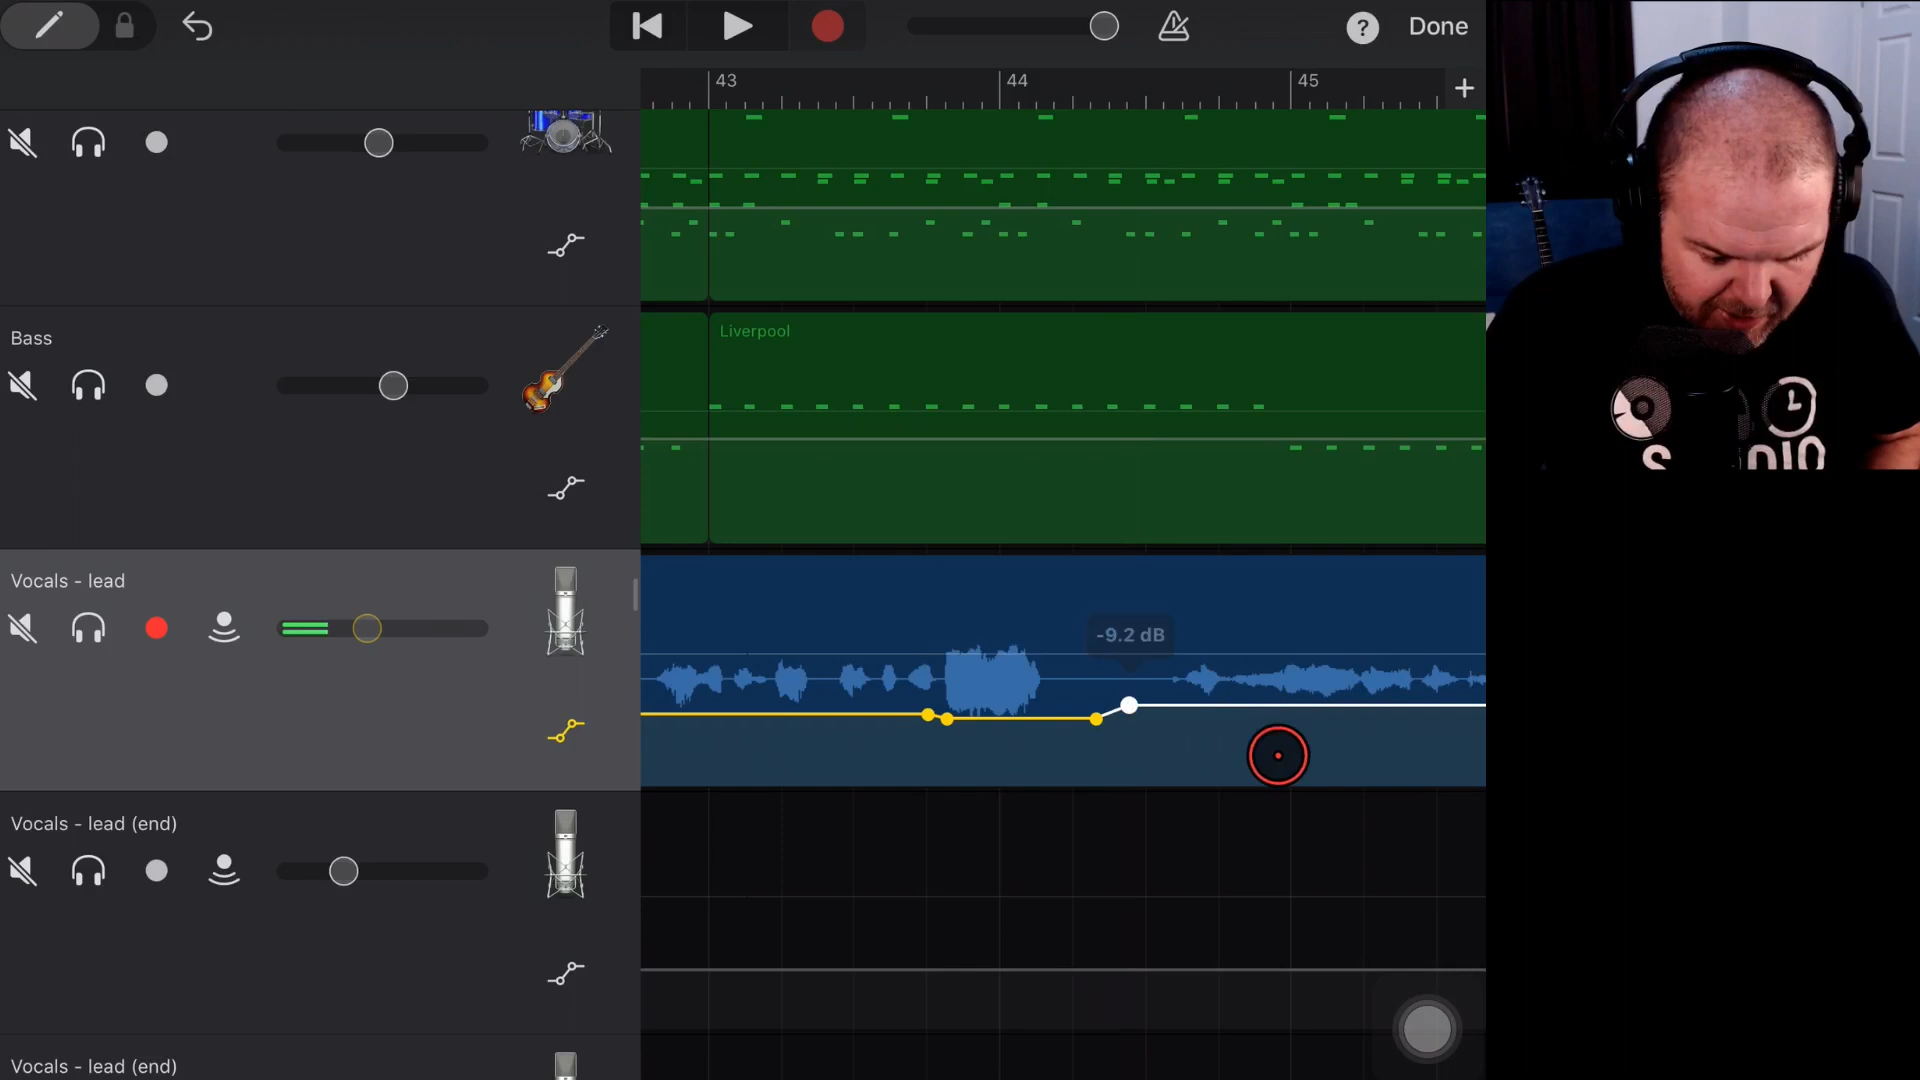 ? Done
43 44 45 +
Bass
Liverpool
Vocals - lead
-9.2 dB
Vocals - lead (end)
Vocals - lead (end)